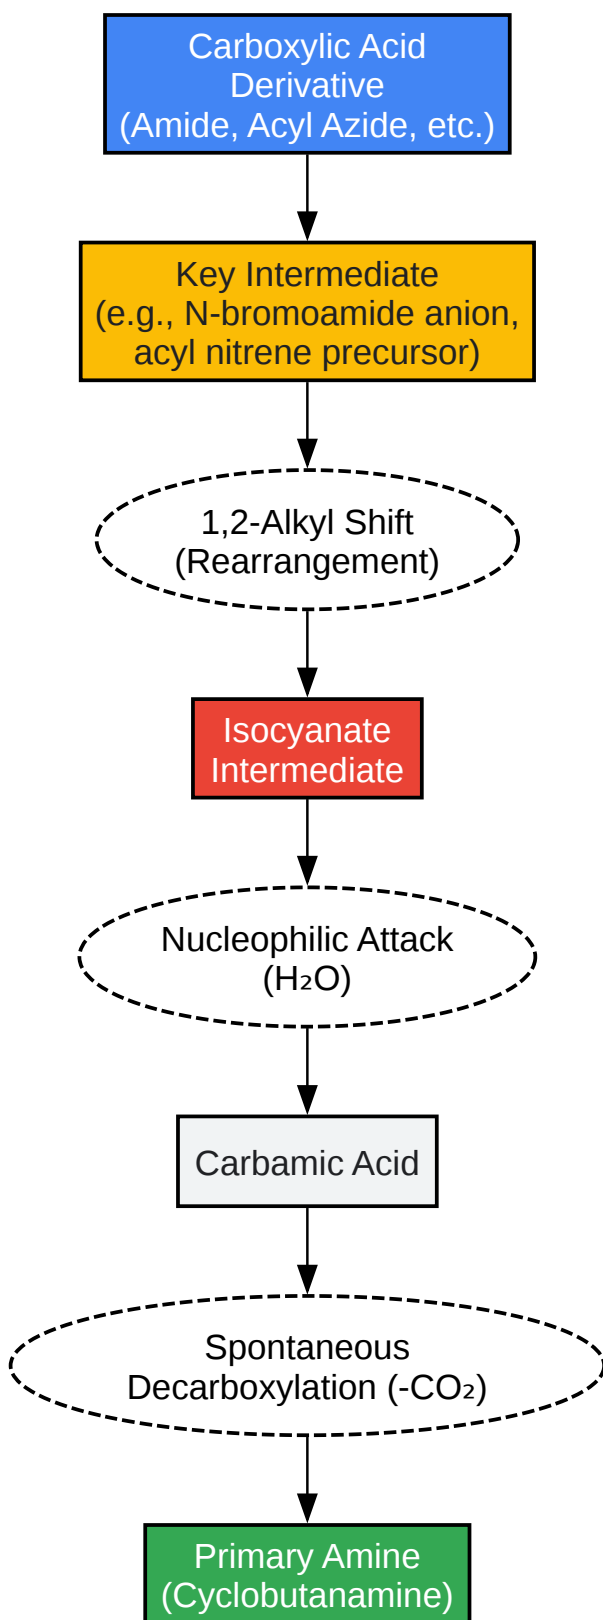 Carboxylic Acid
Derivative
(Amide, Acyl Azide, etc.)
Key Intermediate
(e.g., N-bromoamide anion,
acyl nitrene precursor)
1,2-Alkyl Shift
(Rearrangement)
Isocyanate
Intermediate
Nucleophilic Attack
(H₂O)
Carbamic Acid
Spontaneous
Decarboxylation (-CO₂)
Primary Amine
(Cyclobutanamine)